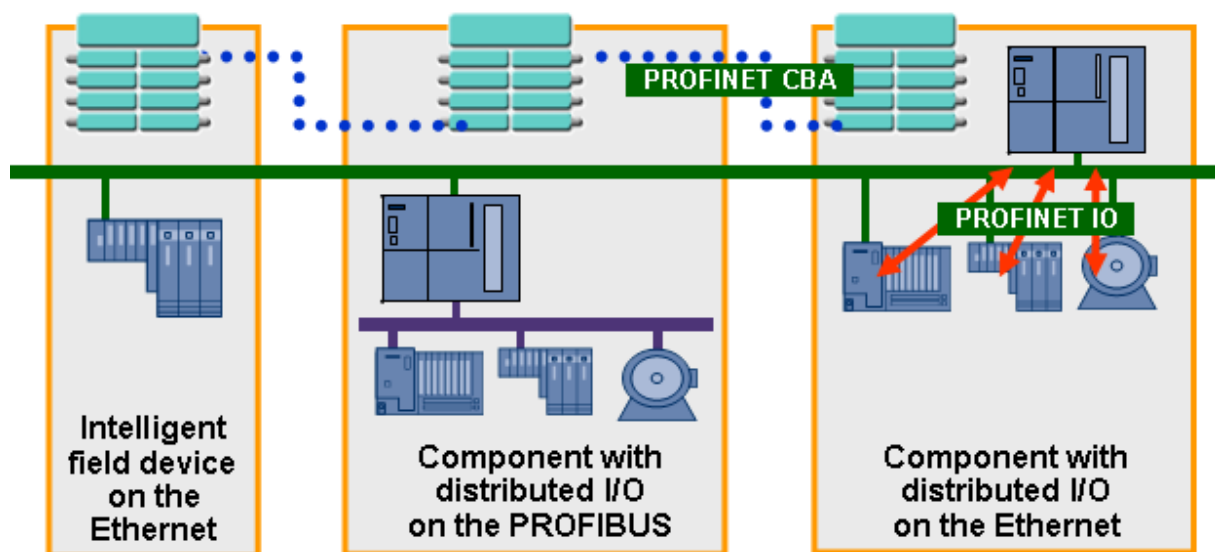 PROFINET CBA
PROFINET IO
Intelligent
field device
on the
Ethernet
Component with
distributed I/O
on the PROFIBUS
Component with
distributed I/O
on the Ethernet